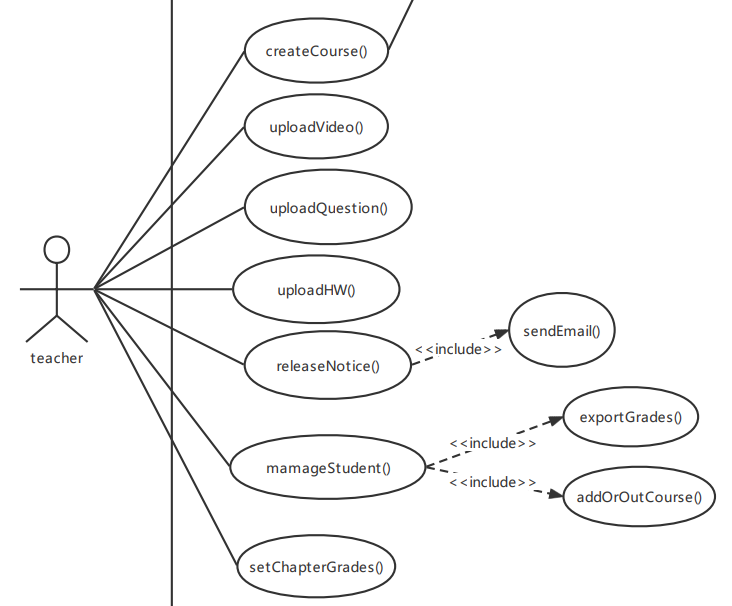 createCourse()
uploadVideo()
uploadQuestion()
uploadHW()
teacher
releaseNotice()
<<include>>
sendEmail()
mamageStudent()
<<include>>
exportGrades()
<<include>>
addOrOutCourse()
setChapterGrades()